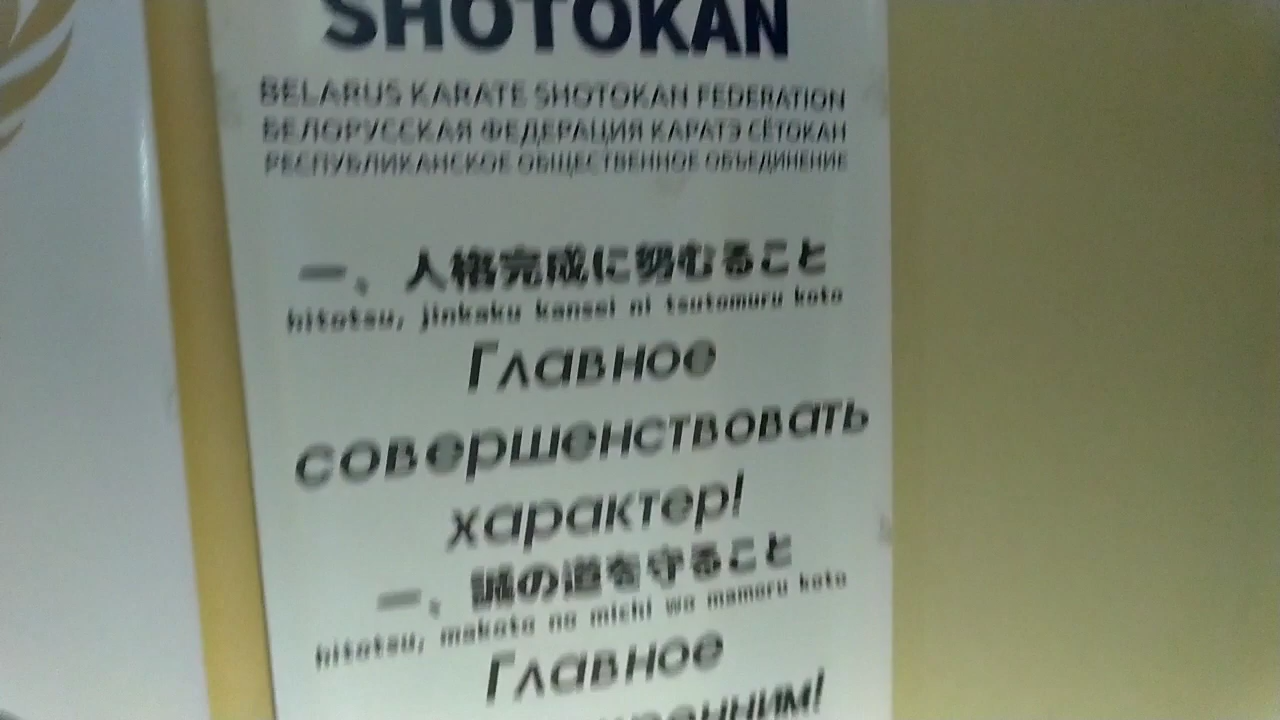 SHOTOKAN
BELARUS KARATE SHOTOKAN FEDERATION
БЕЛОРУССКАЯ ФЕДЕРАЦИЯ КАРАТЭ СЁТОКАН
РЕСПУБЛИКАНСКОЕ ОБЩЕСТВЕННОЕ ОБЪЕДИНЕНИЕ
一、人格完成に努むること
hitotsu, jinkaku kansei ni tsutomuru koto
Главное
совершенствовать
характер!
一、誠の道を守ること
hitotsu, makoto no michi wo mamoru koto
Главное